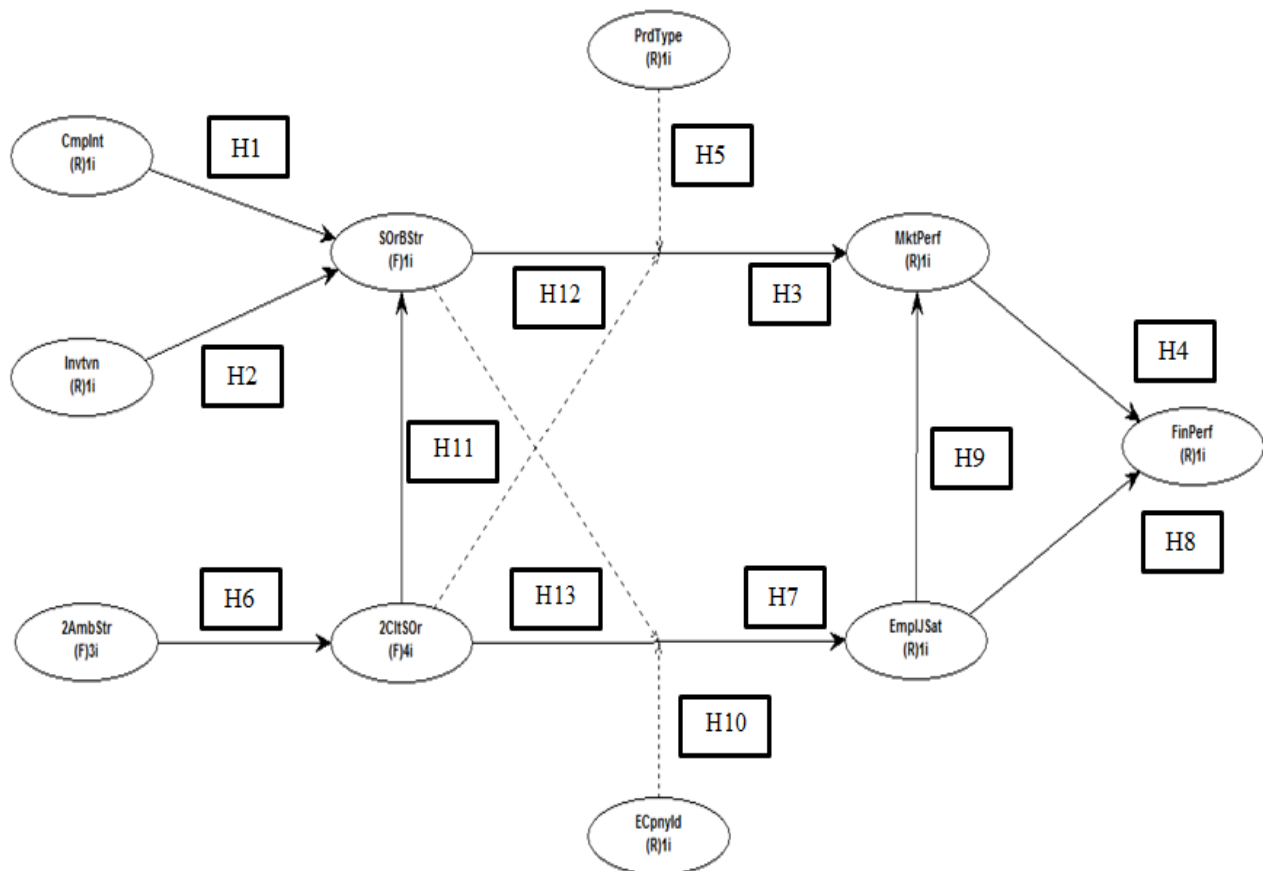 PrdType
(R)1i
CmpInt
(R)1i
H1
H5
SOrBStr
(F)1i
MktPerf
(R)1i
H12
H3
Invtvn
(R)1i
H2
H4
H11
H9
FinPerf
(R)1i
H8
H6
H13
H7
2AmbStr
(F)3i
2CltSOr
(F)4i
EmplJSat
(R)1i
H10
ECpnyId
(R)1i